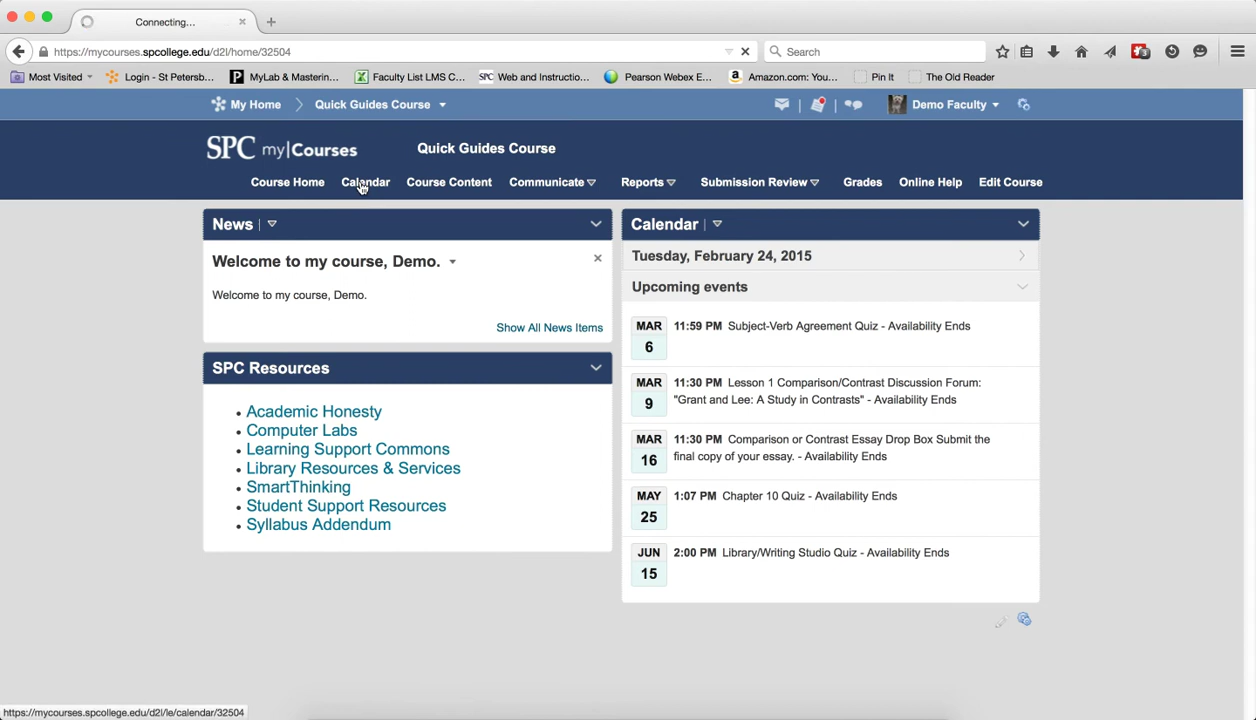 Connecting...
https://mycourses.spcollege.edu/d2l/home/32504
Search
Most Visited
Login - St Petersb...
MyLab & Masterin...
Faculty List LMS C...
SPC Web and Instructio...
Pearson Webex E...
Amazon.com: You...
Pin It
The Old Reader
My Home
Quick Guides Course
Demo Faculty
SPC my|Courses
Quick Guides Course
Course Home
Calendar
Course Content
Communicate
Reports
Submission Review
Grades
Online Help
Edit Course
News
Welcome to my course, Demo.
Welcome to my course, Demo.
Show All News Items
SPC Resources
• Academic Honesty
• Computer Labs
• Learning Support Commons
• Library Resources & Services
• SmartThinking
• Student Support Resources
• Syllabus Addendum
Calendar
Tuesday, February 24, 2015
Upcoming events
MAR
6
11:59 PM Subject-Verb Agreement Quiz - Availability Ends
MAR
9
11:30 PM Lesson 1 Comparison/Contrast Discussion Forum:
"Grant and Lee: A Study in Contrasts" - Availability Ends
MAR
16
11:30 PM Comparison or Contrast Essay Drop Box Submit the
final copy of your essay. - Availability Ends
MAY
25
1:07 PM Chapter 10 Quiz - Availability Ends
JUN
15
2:00 PM Library/Writing Studio Quiz - Availability Ends
https://mycourses.spcollege.edu/d2l/le/calendar/32504